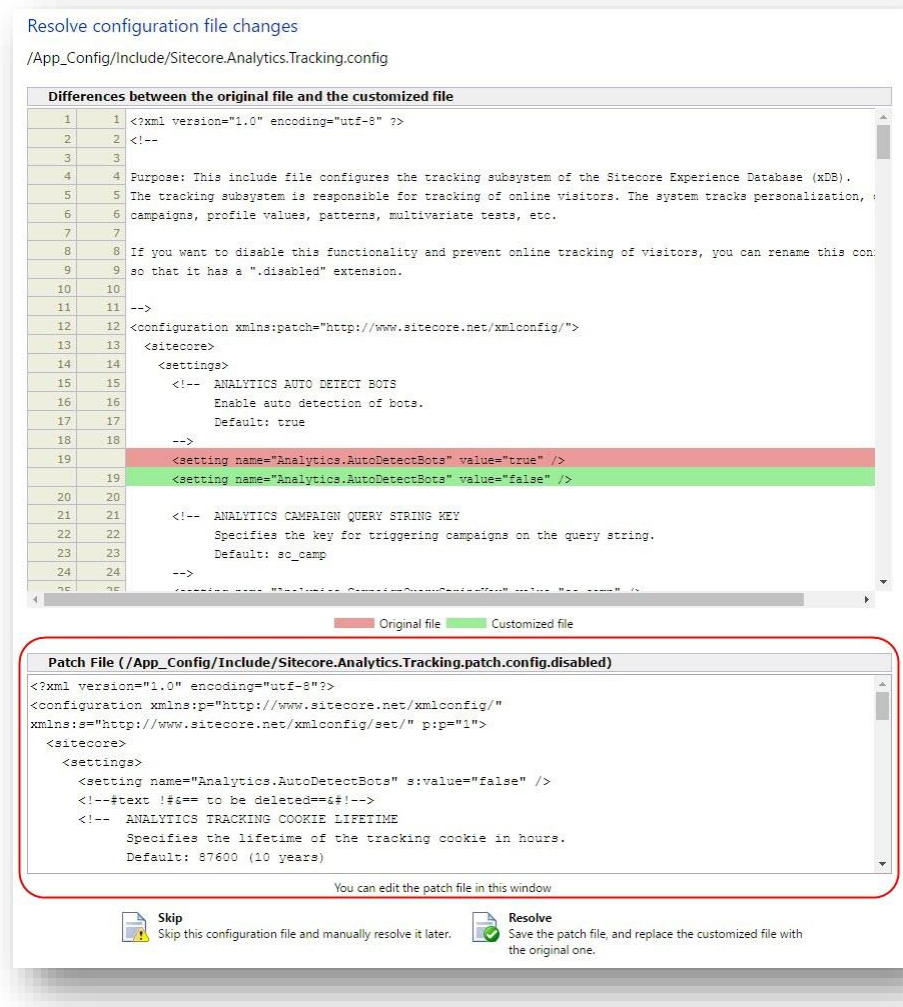 Resolve configuration file changes
/App_Config/Include/Sitecore.Analytics.Tracking.config
Differences between the original file and the customized file
1 1 <?xml version="1.0" encoding="utf-8" ?>
2 2 <!--
3 3
4 4 Purpose: This include file configures the tracking subsystem of the Sitecore Experience Database (xDB).
5 5 The tracking subsystem is responsible for tracking of online visitors. The system tracks personalization,
6 6 campaigns, profile values, patterns, multivariate tests, etc.
7 7
8 8 If you want to disable this functionality and prevent online tracking of visitors, you can rename this con
9 9 so that it has a ".disabled" extension.
10 10
11 11 -->
12 12 <configuration xmlns:patch="http://www.sitecore.net/xmlconfig/">
13 13 <sitecore>
14 14 <settings>
15 15 <!-- ANALYTICS AUTO DETECT BOTS
16 16 Enable auto detection of bots.
17 17 Default: true
18 18 -->
19 <setting name="Analytics.AutoDetectBots" value="true" />
19 <setting name="Analytics.AutoDetectBots" value="false" />
20 20
21 21 <!-- ANALYTICS CAMPAIGN QUERY STRING KEY
22 22 Specifies the key for triggering campaigns on the query string.
23 23 Default: sc_camp
24 24 -->
Original file Customized file
Patch File (/App_Config/Include/Sitecore.Analytics.Tracking.patch.config.disabled)
<?xml version="1.0" encoding="utf-8"?>
<configuration xmlns:p="http://www.sitecore.net/xmlconfig/"
xmlns:s="http://www.sitecore.net/xmlconfig/set/" p:p="1">
<sitecore>
<settings>
<setting name="Analytics.AutoDetectBots" s:value="false" />
<!--#text !#&== to be deleted==&#!-->
<!-- ANALYTICS TRACKING COOKIE LIFETIME
Specifies the lifetime of the tracking cookie in hours.
Default: 87600 (10 years)
You can edit the patch file in this window
Skip
Skip this configuration file and manually resolve it later.
Resolve
Save the patch file, and replace the customized file with
the original one.